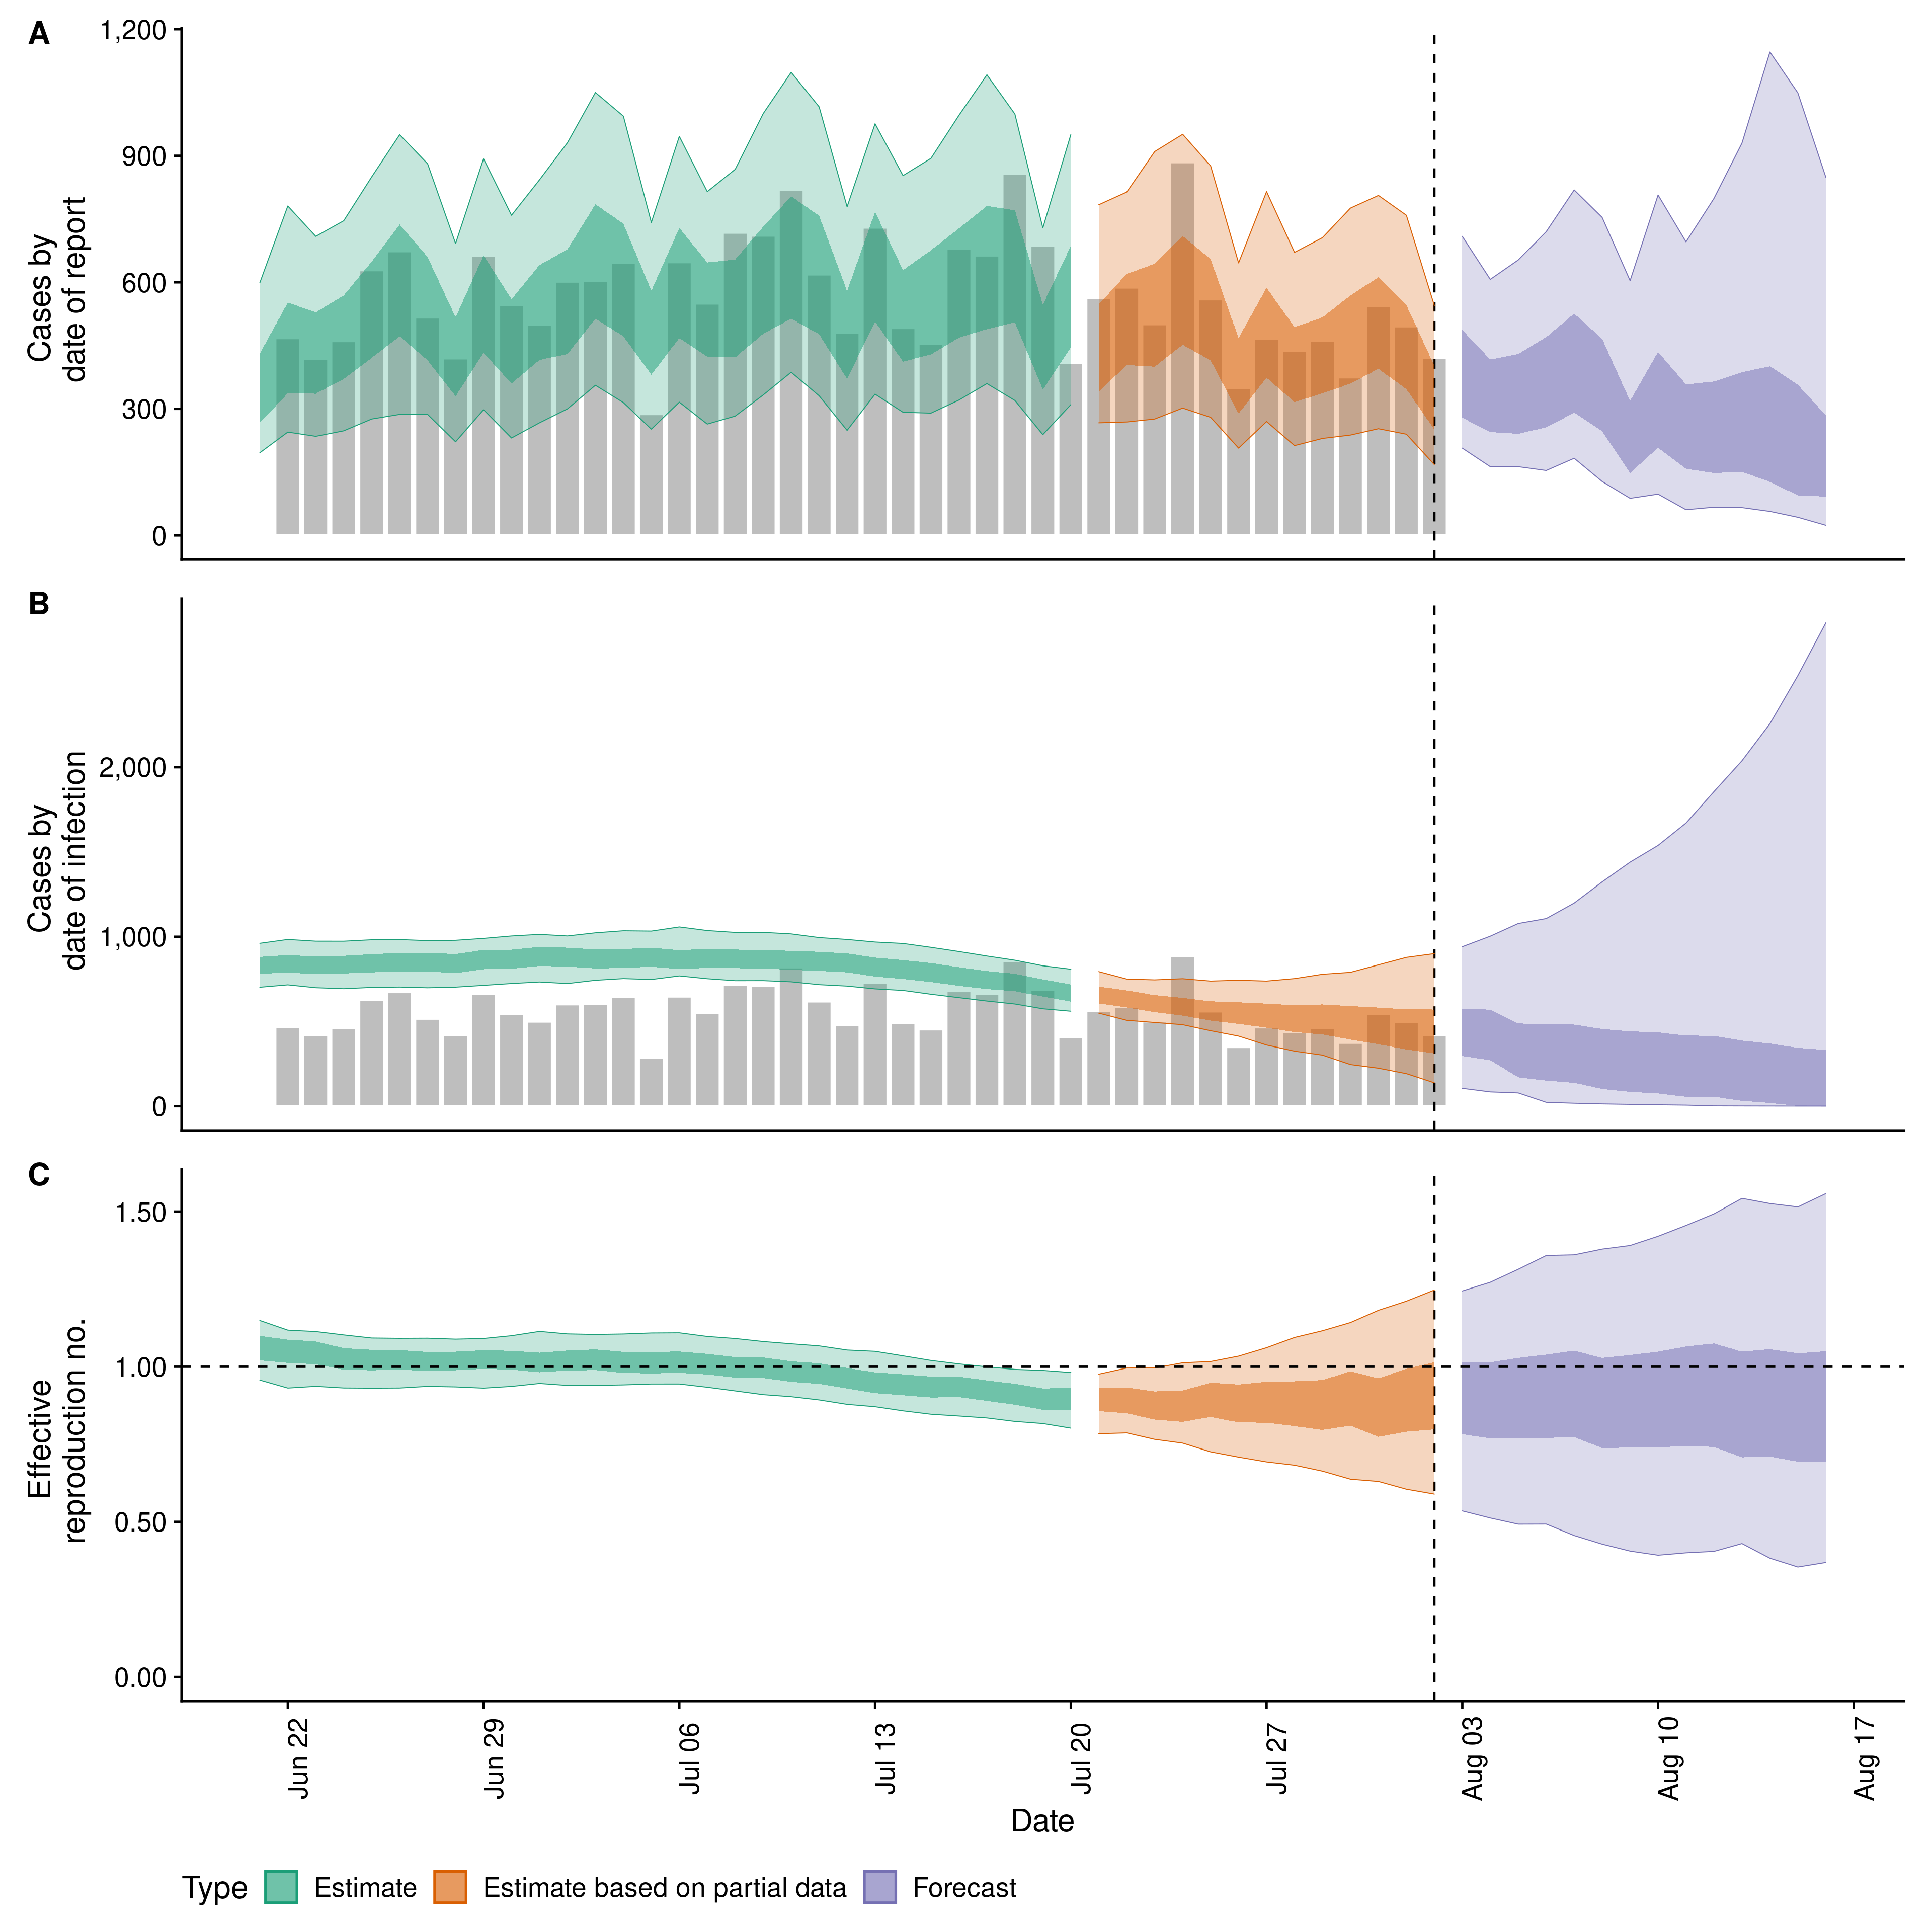 A
Cases by
date of report
1,200
900
600
300
0
B
Cases by
date of infection
2,000
1,000
0
C
Effective
reproduction no.
1.50
1.00
0.50
0.00
Jun 22
Jun 29
Jul 06
Jul 13
Jul 20
Jul 27
Aug 03
Aug 10
Aug 17
Date
Type Estimate Estimate based on partial data Forecast